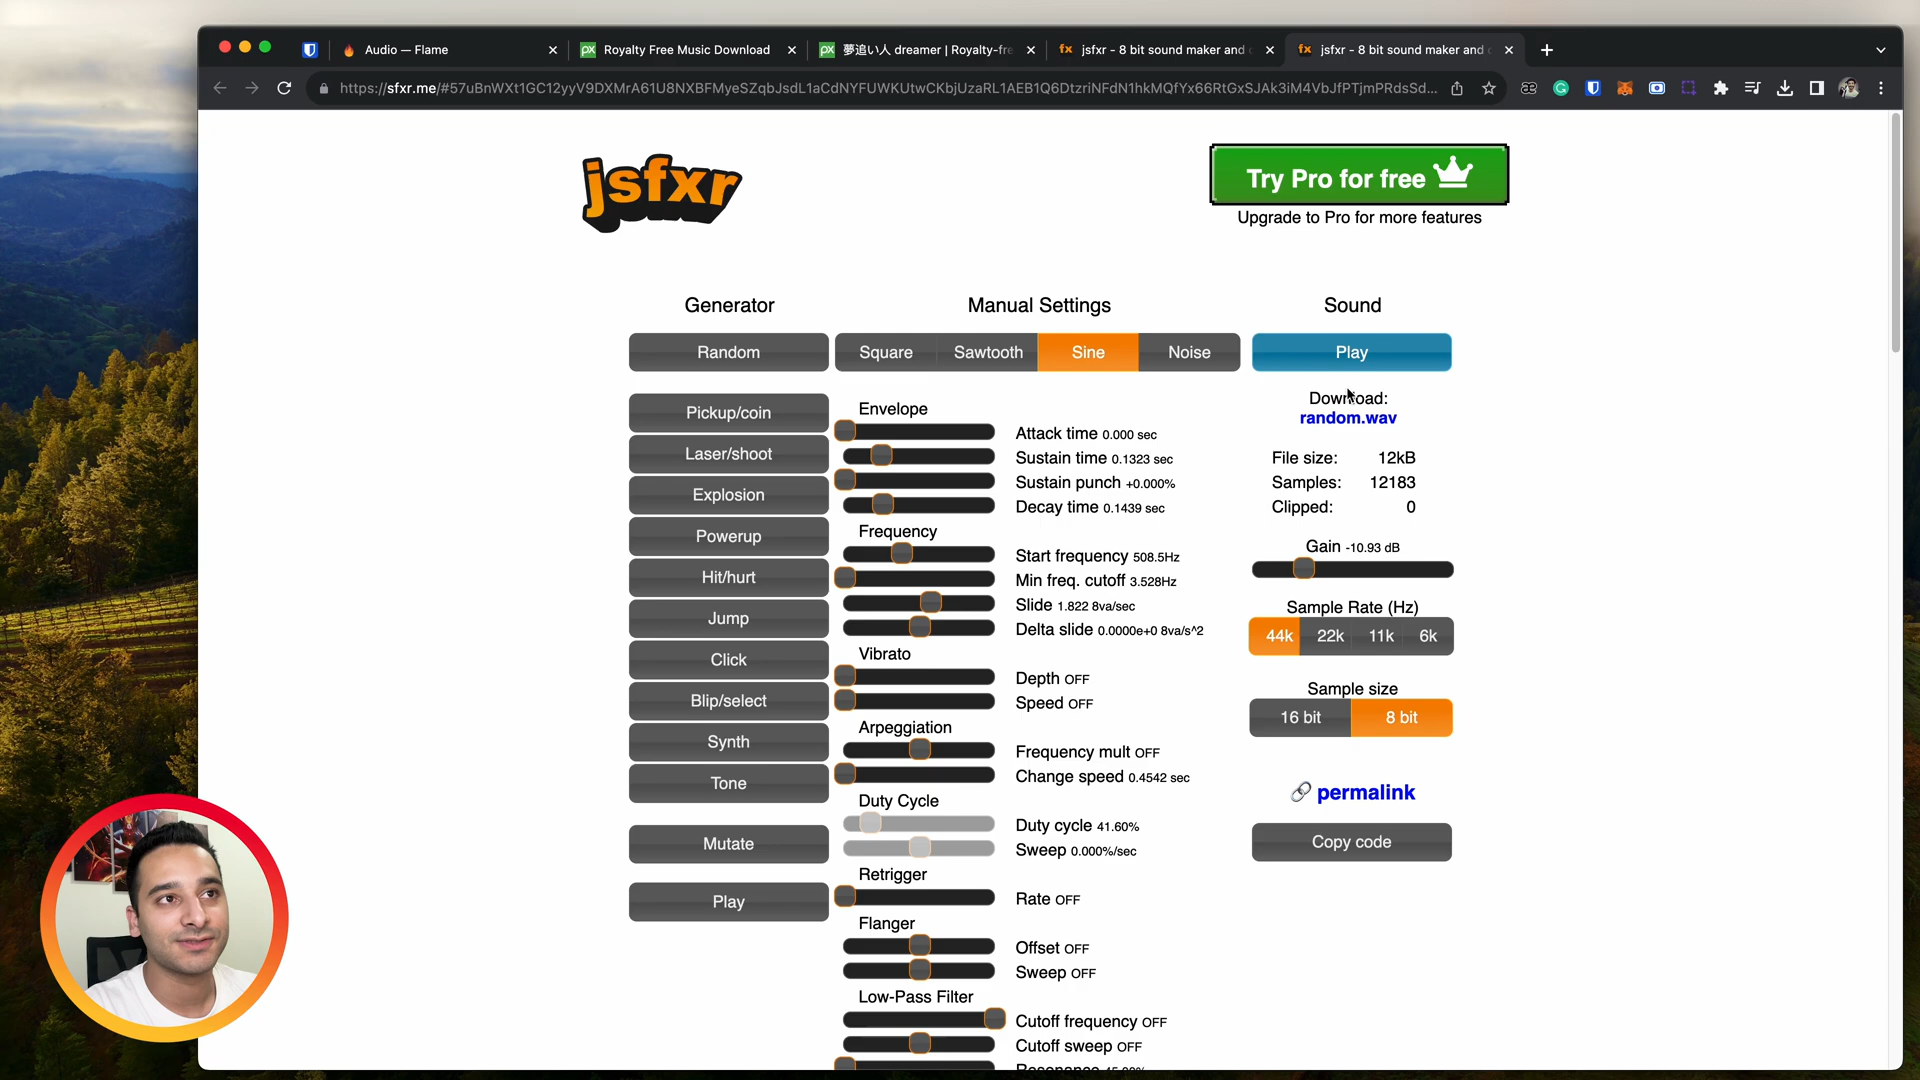 Audio — Flame
Royalty Free Music Download
夢追い人 dreamer | Royalty-fre
jsfxr - 8 bit sound maker and
jsfxr - 8 bit sound maker and
https://sfxr.me/#57uBnWXt1GC12yyV9DXMrA61U8NXBFMyeSZqbJsdL1aCdNYFUWKUtwCKbjUzaRL1AEB1Q6DtzriNFdN1hkMQfYx66RtGxSJAk3iM4VbJfPTjmPRdsSd...
jsfxr
Try Pro for free
Upgrade to Pro for more features
Generator
Manual Settings
Sound
Random
Square
Sawtooth
Sine
Noise
Play
Pickup/coin
Laser/shoot
Explosion
Powerup
Hit/hurt
Jump
Click
Blip/select
Synth
Tone
Mutate
Play
Envelope
Attack time 0.000 sec
Sustain time 0.1323 sec
Sustain punch +0.000%
Decay time 0.1439 sec
Frequency
Start frequency 508.5Hz
Min freq. cutoff 3.528Hz
Slide 1.822 8va/sec
Delta slide 0.0000e+0 8va/s^2
Vibrato
Depth OFF
Speed OFF
Arpeggiation
Frequency mult OFF
Change speed 0.4542 sec
Duty Cycle
Duty cycle 41.60%
Sweep 0.000%/sec
Retrigger
Rate OFF
Flanger
Offset OFF
Sweep OFF
Low-Pass Filter
Cutoff frequency OFF
Cutoff sweep OFF
Download:
random.wav
File size: 12kB
Samples: 12183
Clipped: 0
Gain -10.93 dB
Sample Rate (Hz)
44k 22k 11k 6k
Sample size
16 bit 8 bit
permalink
Copy code